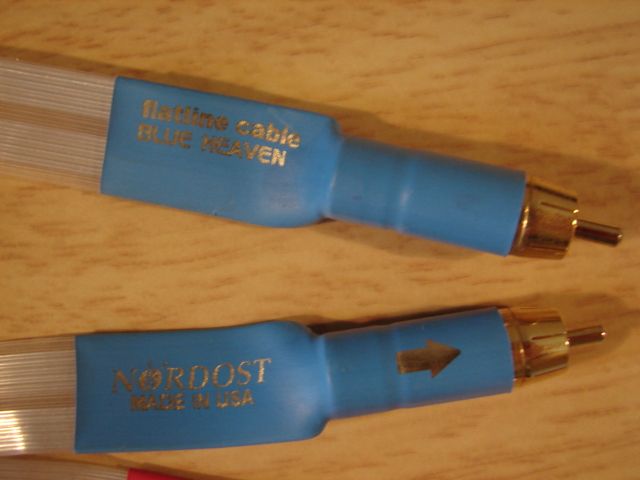 flatline cable
BLUE HEAVEN
NORDOST
MADE IN USA